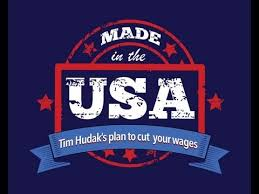 MADE
in the
USA
Tim Hudak's plan to cut your wages